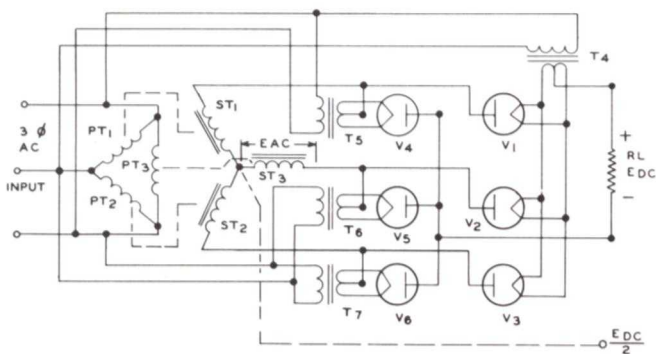 T4
3 Ø
AC
INPUT
PT1
PT2
PT3
ST1
ST2
ST3
EAC
T5
V4
V1
T6
V5
V2
T7
V6
V3
+
RL
EDC
−
EDC
2